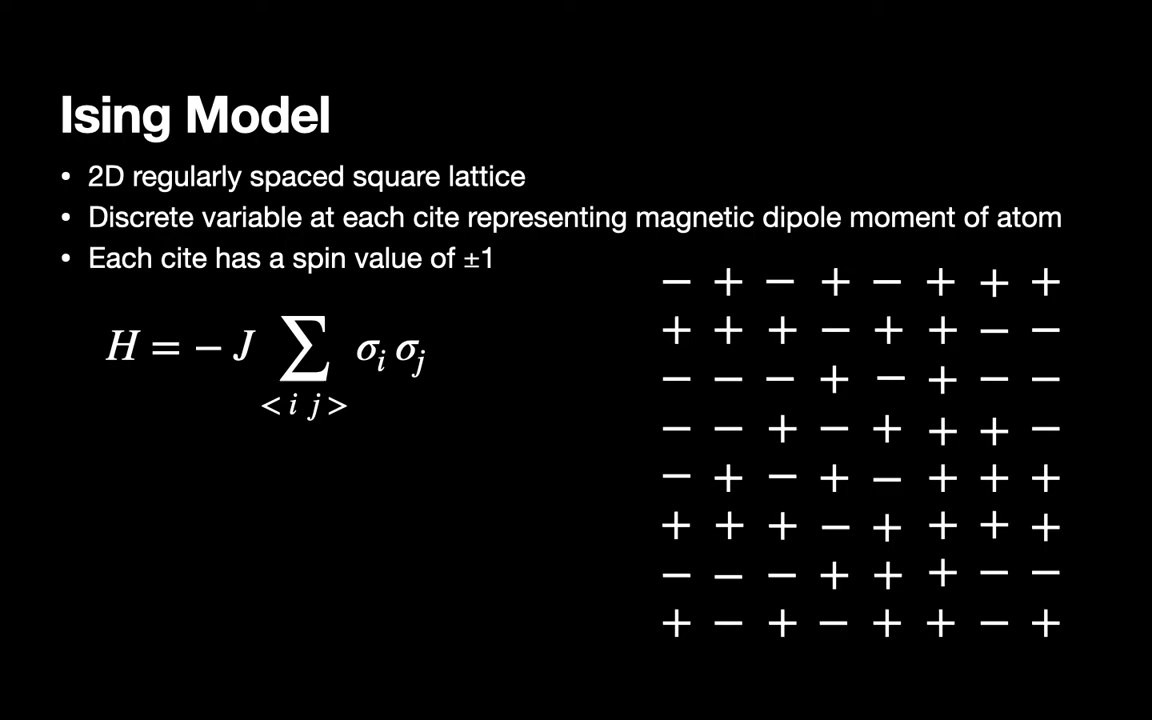 Ising Model
• 2D regularly spaced square lattice
• Discrete variable at each cite representing magnetic dipole moment of atom
• Each cite has a spin value of ±1
H = − J ∑ σi σj
< i j >
− + − + − + + +
+ + + − + + − −
− − − + − + − −
− − + − + + + −
− + − + − + + +
+ + + − + + + +
− − − + + + − −
+ − + − + + − +